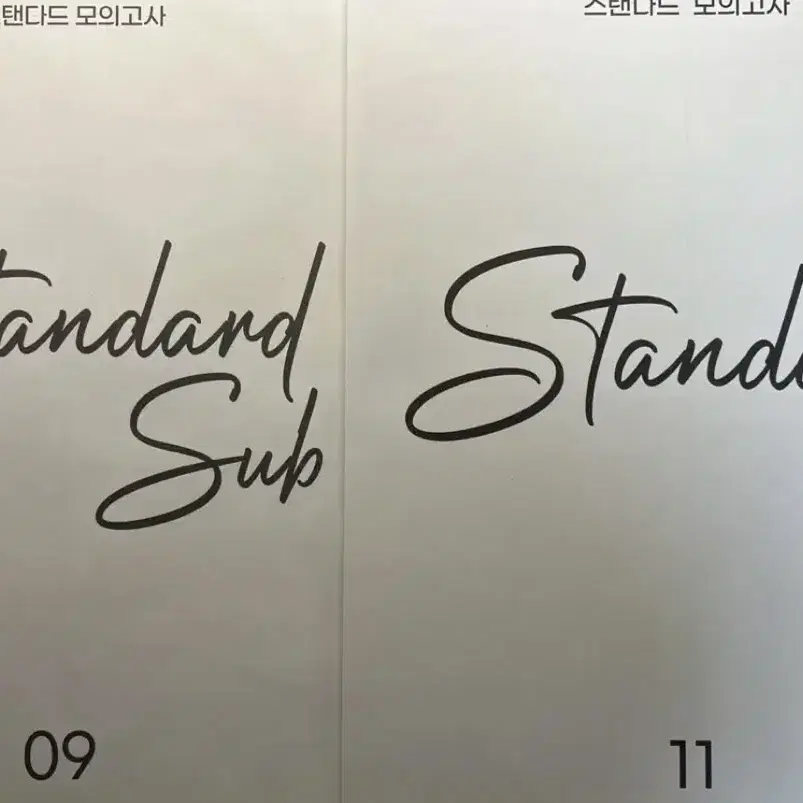 탠다드 모의고사
tandard
Sub
09
스탠다드 모의고사
Standa
11